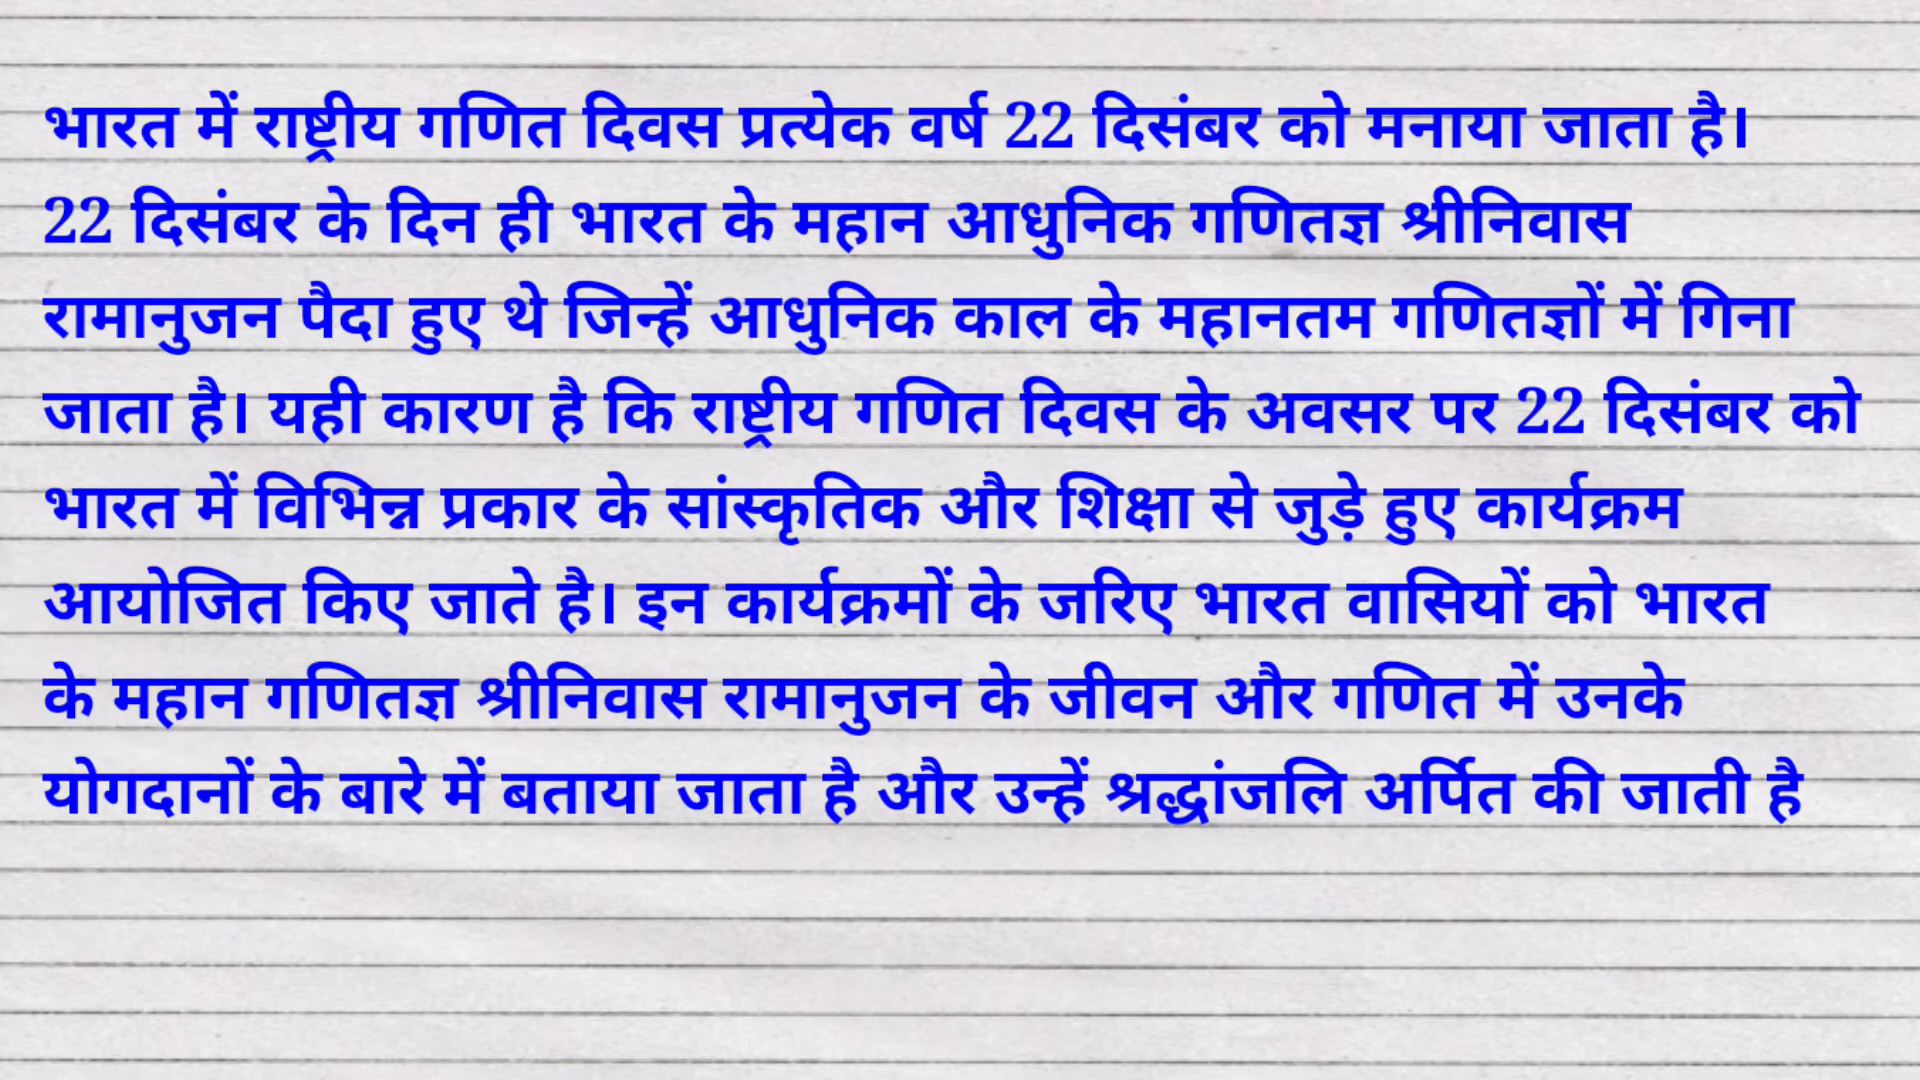 भारत में राष्ट्रीय गणित दिवस प्रत्येक वर्ष 22 दिसंबर को मनाया जाता है।
22 दिसंबर के दिन ही भारत के महान आधुनिक गणितज्ञ श्रीनिवास
रामानुजन पैदा हुए थे जिन्हें आधुनिक काल के महानतम गणितज्ञों में गिना
जाता है। यही कारण है कि राष्ट्रीय गणित दिवस के अवसर पर 22 दिसंबर को
भारत में विभिन्न प्रकार के सांस्कृतिक और शिक्षा से जुड़े हुए कार्यक्रम
आयोजित किए जाते है। इन कार्यक्रमों के जरिए भारत वासियों को भारत
के महान गणितज्ञ श्रीनिवास रामानुजन के जीवन और गणित में उनके
योगदानों के बारे में बताया जाता है और उन्हें श्रद्धांजलि अर्पित की जाती है